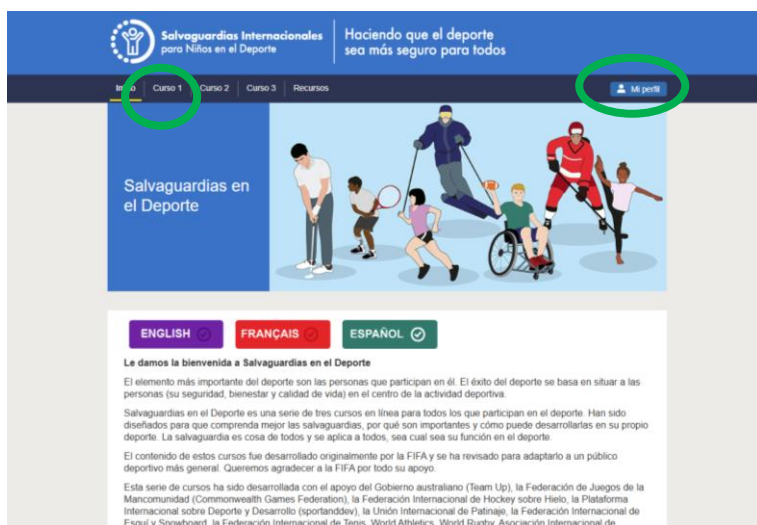 Salvaguardias Internacionales
para Niños en el Deporte
Haciendo que el deporte
sea más seguro para todos
Inicio
Curso 1
Curso 2
Curso 3
Recursos
Mi perfil
Salvaguardias en
el Deporte
ENGLISH
FRANÇAIS
ESPAÑOL
Le damos la bienvenida a Salvaguardias en el Deporte
El elemento más importante del deporte son las personas que participan en él. El éxito del deporte se basa en situar a las
personas (su seguridad, bienestar y calidad de vida) en el centro de la actividad deportiva.
Salvaguardias en el Deporte es una serie de tres cursos en línea para todos los que participan en el deporte. Han sido
diseñados para que comprenda mejor las salvaguardias, por qué son importantes y cómo puede desarrollarlas en su propio
deporte. La salvaguardia es cosa de todos y se aplica a todos, sea cual sea su función en el deporte.
El contenido de estos cursos fue desarrollado originalmente por la FIFA y se ha revisado para adaptarlo a un público
deportivo más general. Queremos agradecer a la FIFA por todo su apoyo.
Esta serie de cursos ha sido desarrollada con el apoyo del Gobierno australiano (Team Up), la Federación de Juegos de la
Mancomunidad (Commonwealth Games Federation), la Federación Internacional de Hockey sobre Hielo, la Plataforma
Internacional sobre Deporte y Desarrollo (sportanddev), la Unión Internacional de Patinaje, la Federación Internacional de
Esquí y Snowboard, la Federación Internacional de Tenis, World Athletics, World Rugby, Asociación Internacional de